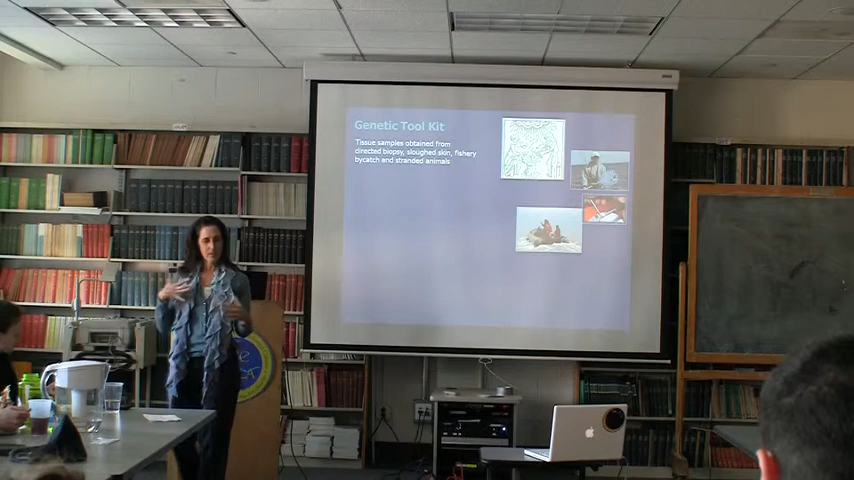 Genetic Tool Kit
Tissue samples obtained from
directed biopsy, sloughed skin, fishery
bycatch and stranded animals